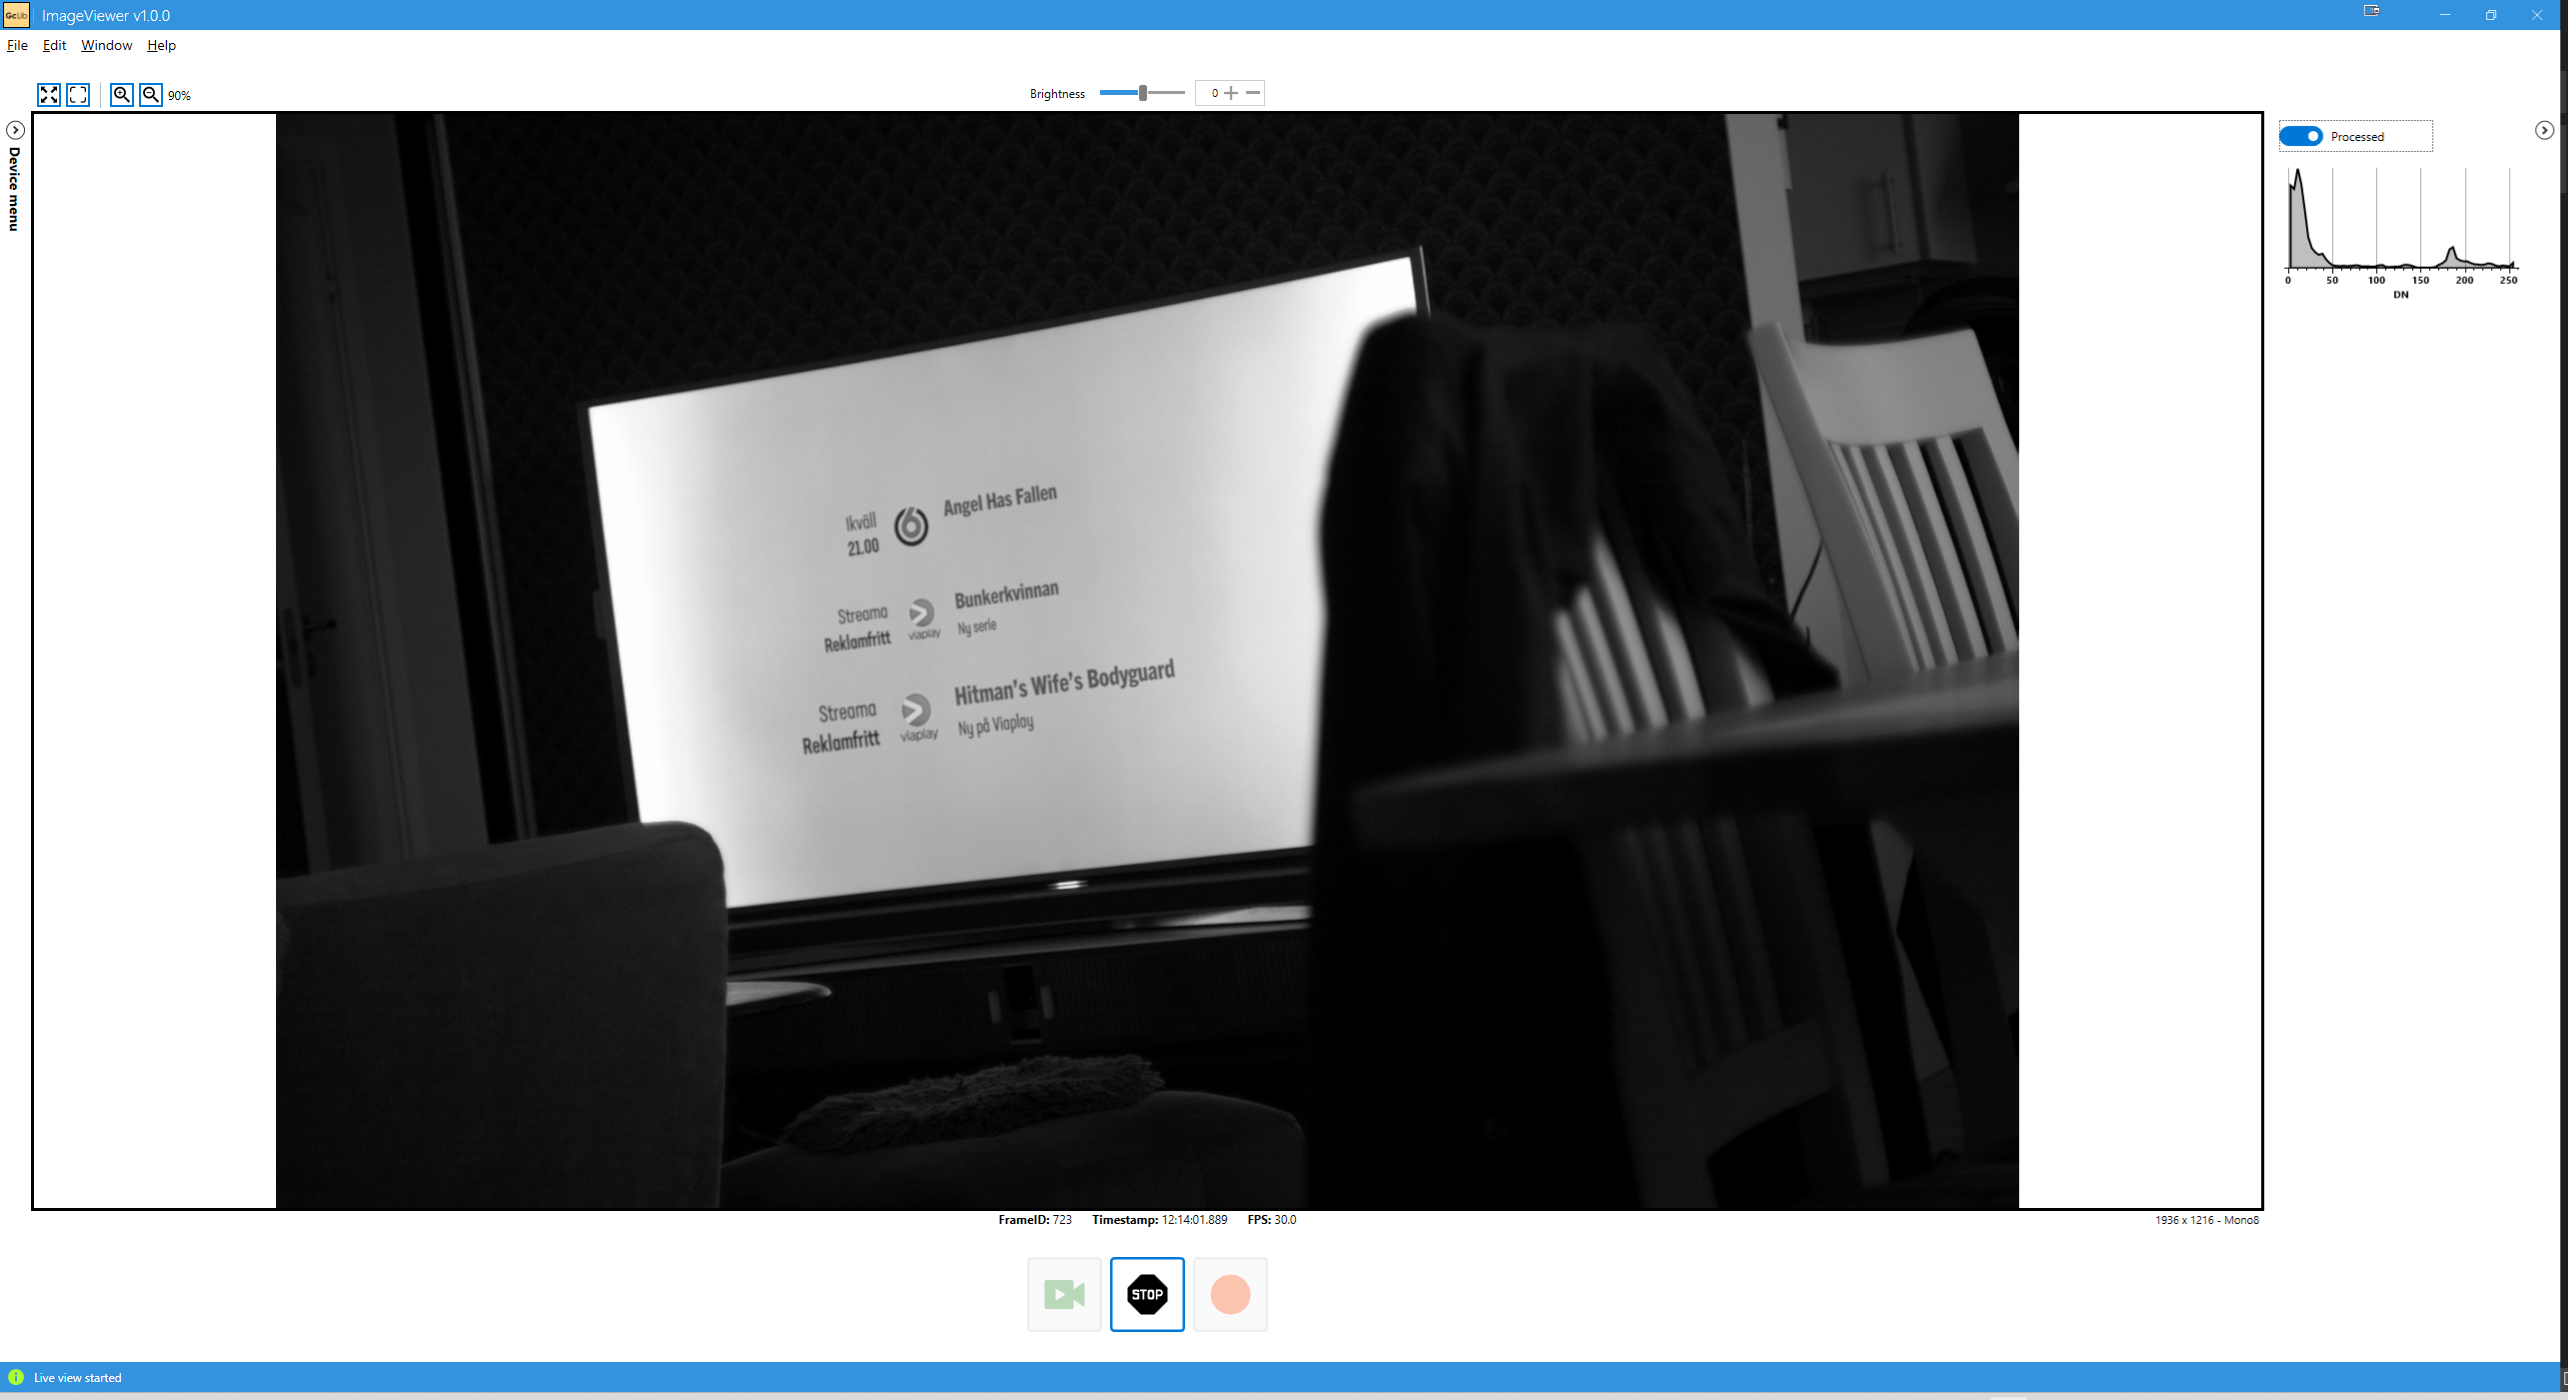 GcLib
ImageViewer v1.0.0
File Edit Window Help
90%
Brightness
0
Device menu
Processed
0 50 100 150 200 250
DN
Ikväll
21.00
6
Angel Has Fallen
Streama
Reklamfritt
viaplay
Bunkerkvinnan
Ny serie
Streama
Reklamfritt
viaplay
Hitman's Wife's Bodyguard
Ny på Viaplay
FrameID: 723 Timestamp: 12:14:01.889 FPS: 30.0
1936 x 1216 - Mono8
STOP
Live view started